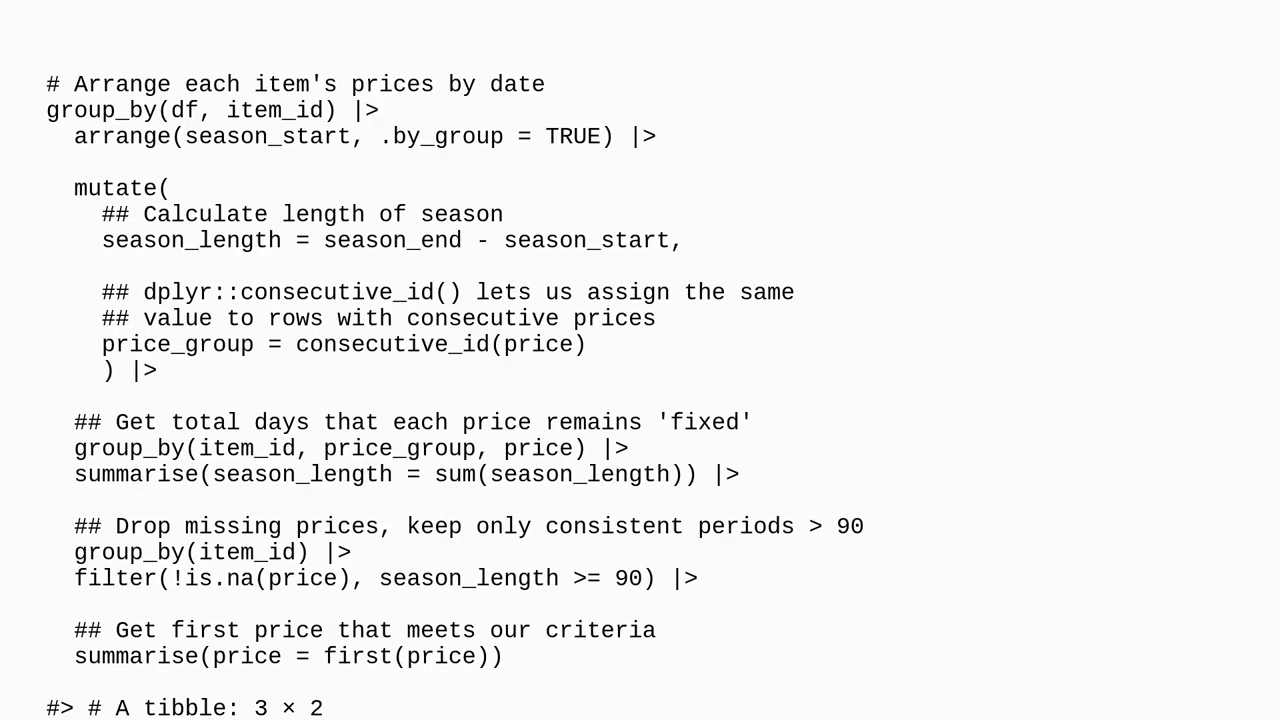 # Arrange each item's prices by date
group_by(df, item_id) |>
  arrange(season_start, .by_group = TRUE) |>
  mutate(
    ## Calculate length of season
    season_length = season_end - season_start,
    ## dplyr::consecutive_id() lets us assign the same
    ## value to rows with consecutive prices
    price_group = consecutive_id(price)
    ) |>
  ## Get total days that each price remains 'fixed'
  group_by(item_id, price_group, price) |>
  summarise(season_length = sum(season_length)) |>
  ## Drop missing prices, keep only consistent periods > 90
  group_by(item_id) |>
  filter(!is.na(price), season_length >= 90) |>
  ## Get first price that meets our criteria
  summarise(price = first(price))
#> # A tibble: 3 × 2